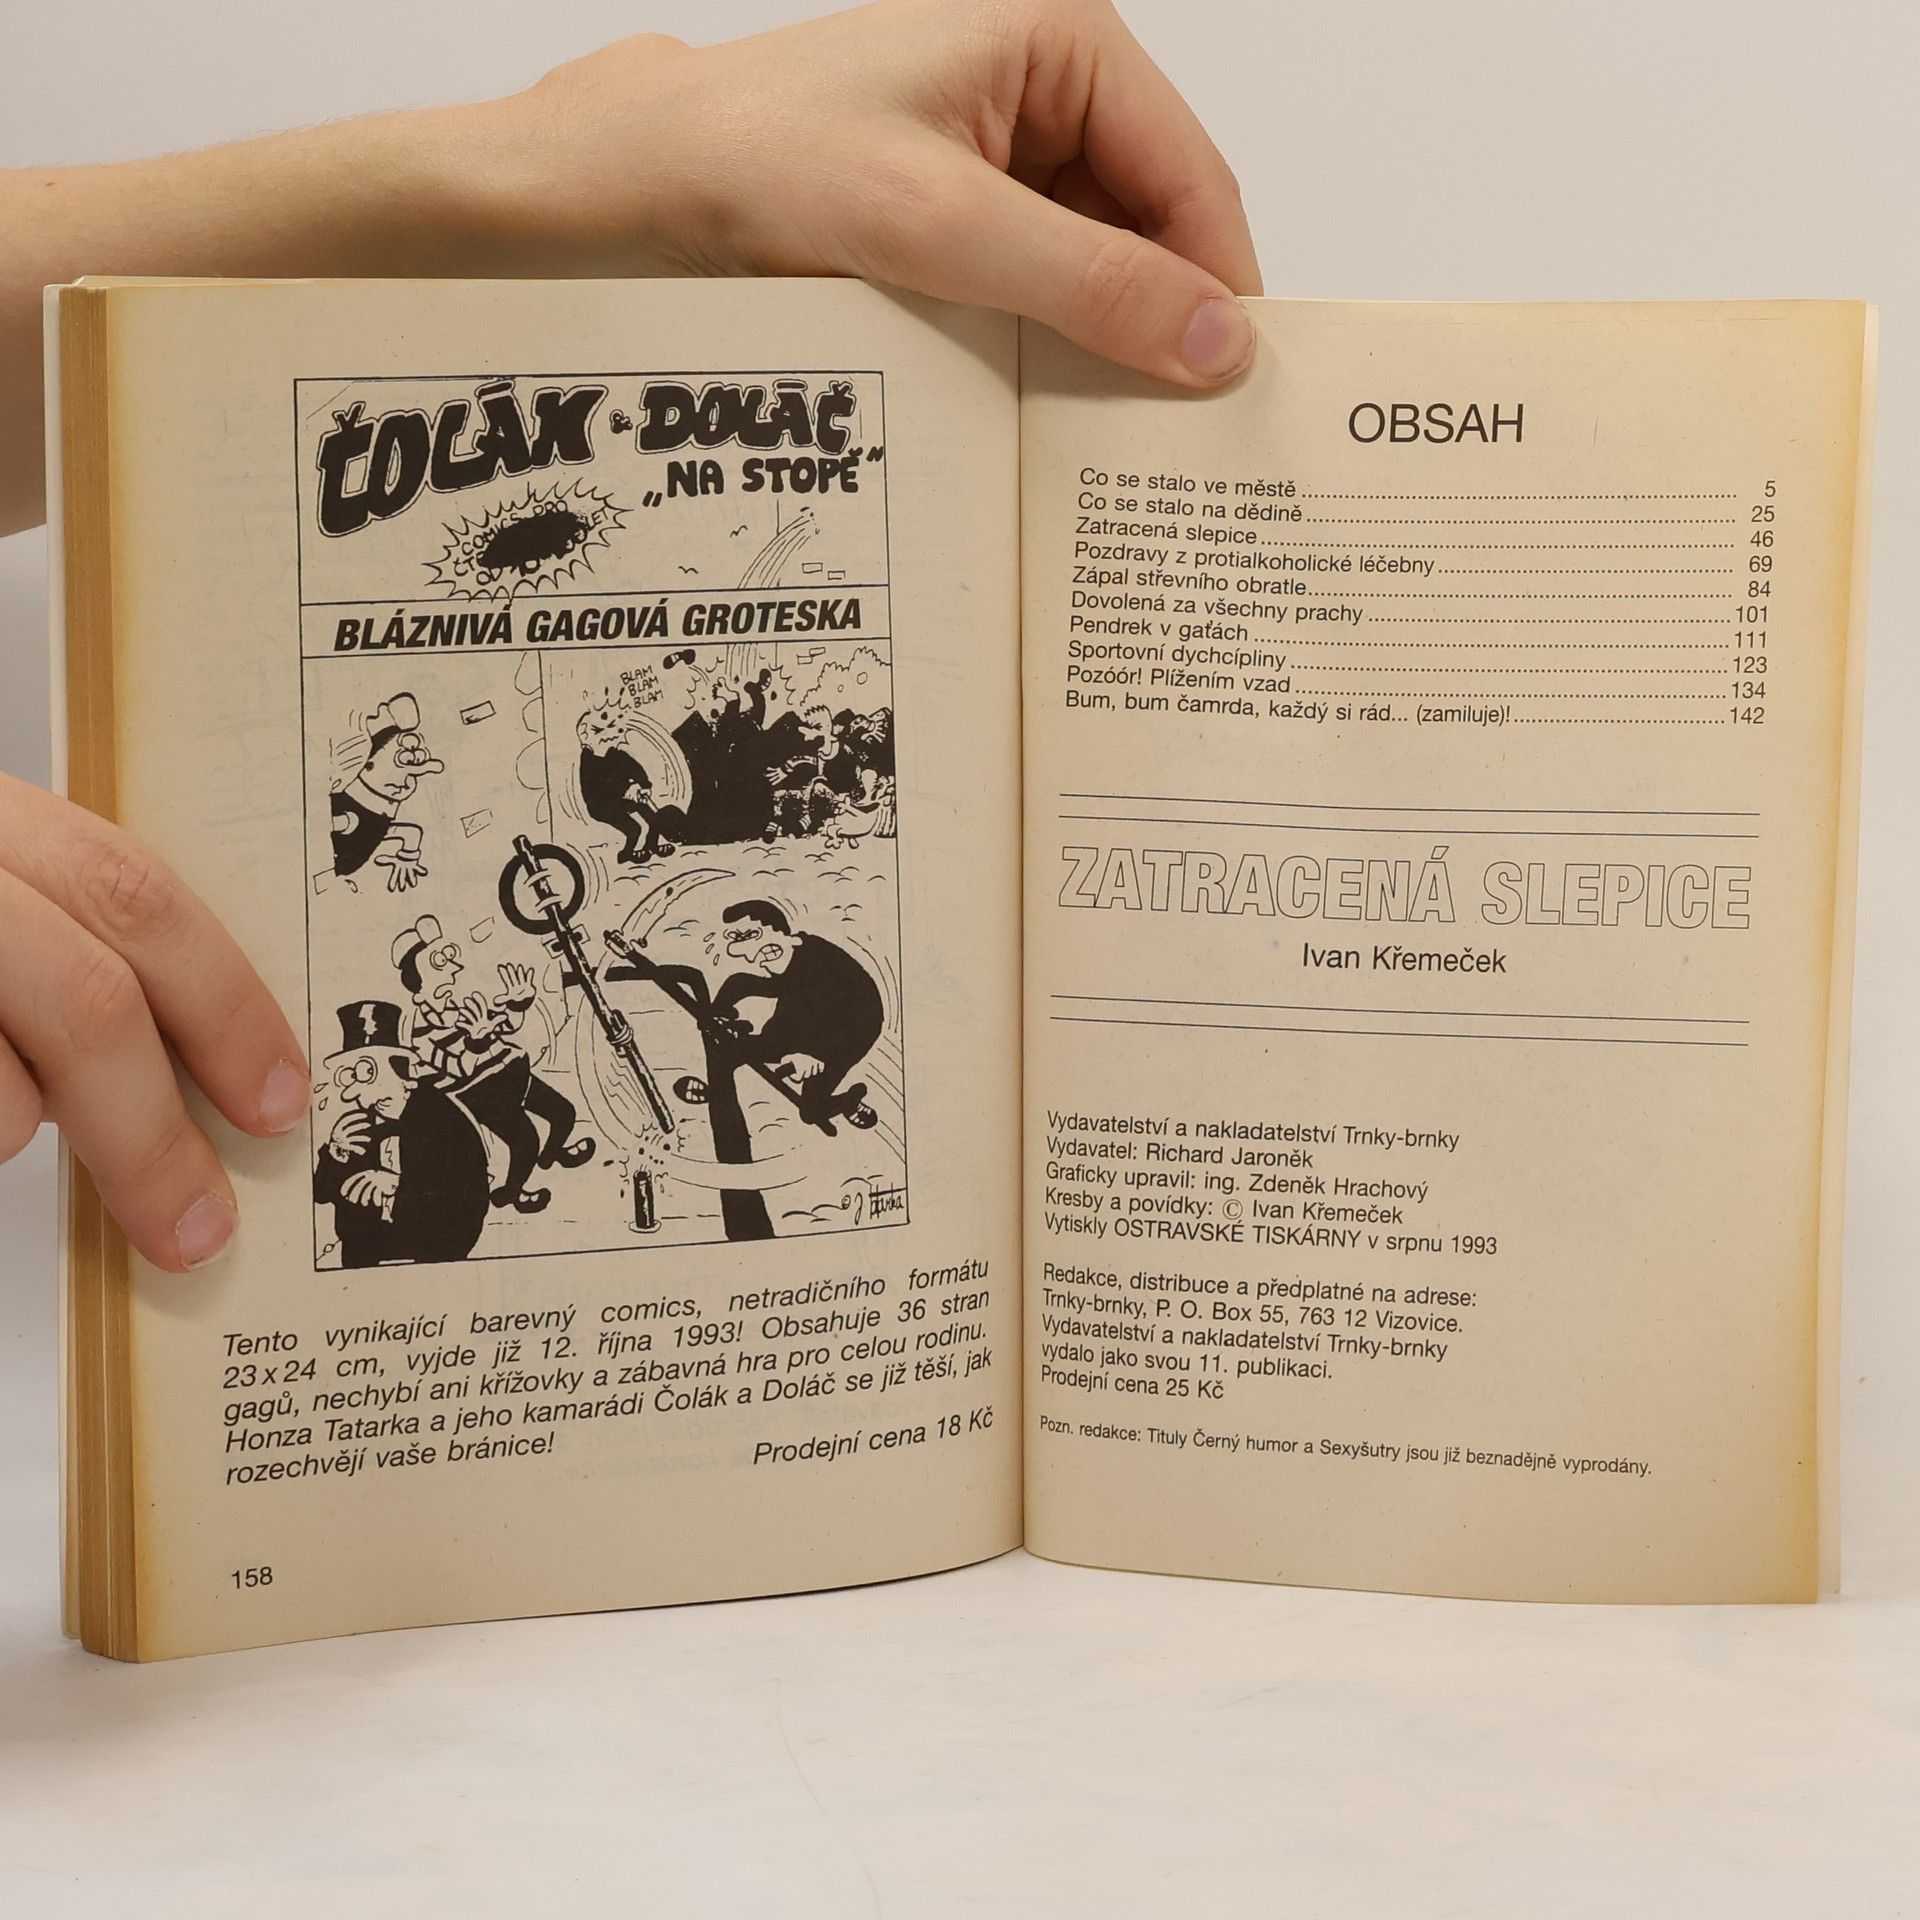 ČOLÁK & DOLÁČ
„NA STOPĚ"
COMICS PRO
OD
LET
BLÁZNIVÁ GAGOVÁ GROTESKA
BLAM
BLAM
BLAM
© J Tatarka
Tento vynikající barevný comics, netradičního formátu
23 x 24 cm, vyjde již 12. října 1993! Obsahuje 36 stran
gagů, nechybí ani křížovky a zábavná hra pro celou rodinu.
Honza Tatarka a jeho kamarádi Čolák a Doláč se již těší, jak
rozechvějí vaše bránice!
Prodejní cena 18 Kč
158
OBSAH
Co se stalo ve městě 5
Co se stalo na dědině 25
Zatracená slepice 46
Pozdravy z protialkoholické léčebny 69
Zápal střevního obratle 84
Dovolená za všechny prachy 101
Pendrek v gaťách 111
Sportovní dychcípliny 123
Pozóór! Plížením vzad 134
Bum, bum čamrda, každý si rád... (zamiluje)! 142
ZATRACENÁ SLEPICE
Ivan Křemeček
Vydavatelství a nakladatelství Trnky-brnky
Vydavatel: Richard Jaroněk
Graficky upravil: ing. Zdeněk Hrachový
Kresby a povídky: © Ivan Křemeček
Vytiskly OSTRAVSKÉ TISKÁRNY v srpnu 1993
Redakce, distribuce a předplatné na adrese:
Trnky-brnky, P. O. Box 55, 763 12 Vizovice.
Vydavatelství a nakladatelství Trnky-brnky
vydalo jako svou 11. publikaci.
Prodejní cena 25 Kč
Pozn. redakce: Tituly Černý humor a Sexyšutry jsou již beznadějně vyprodány.